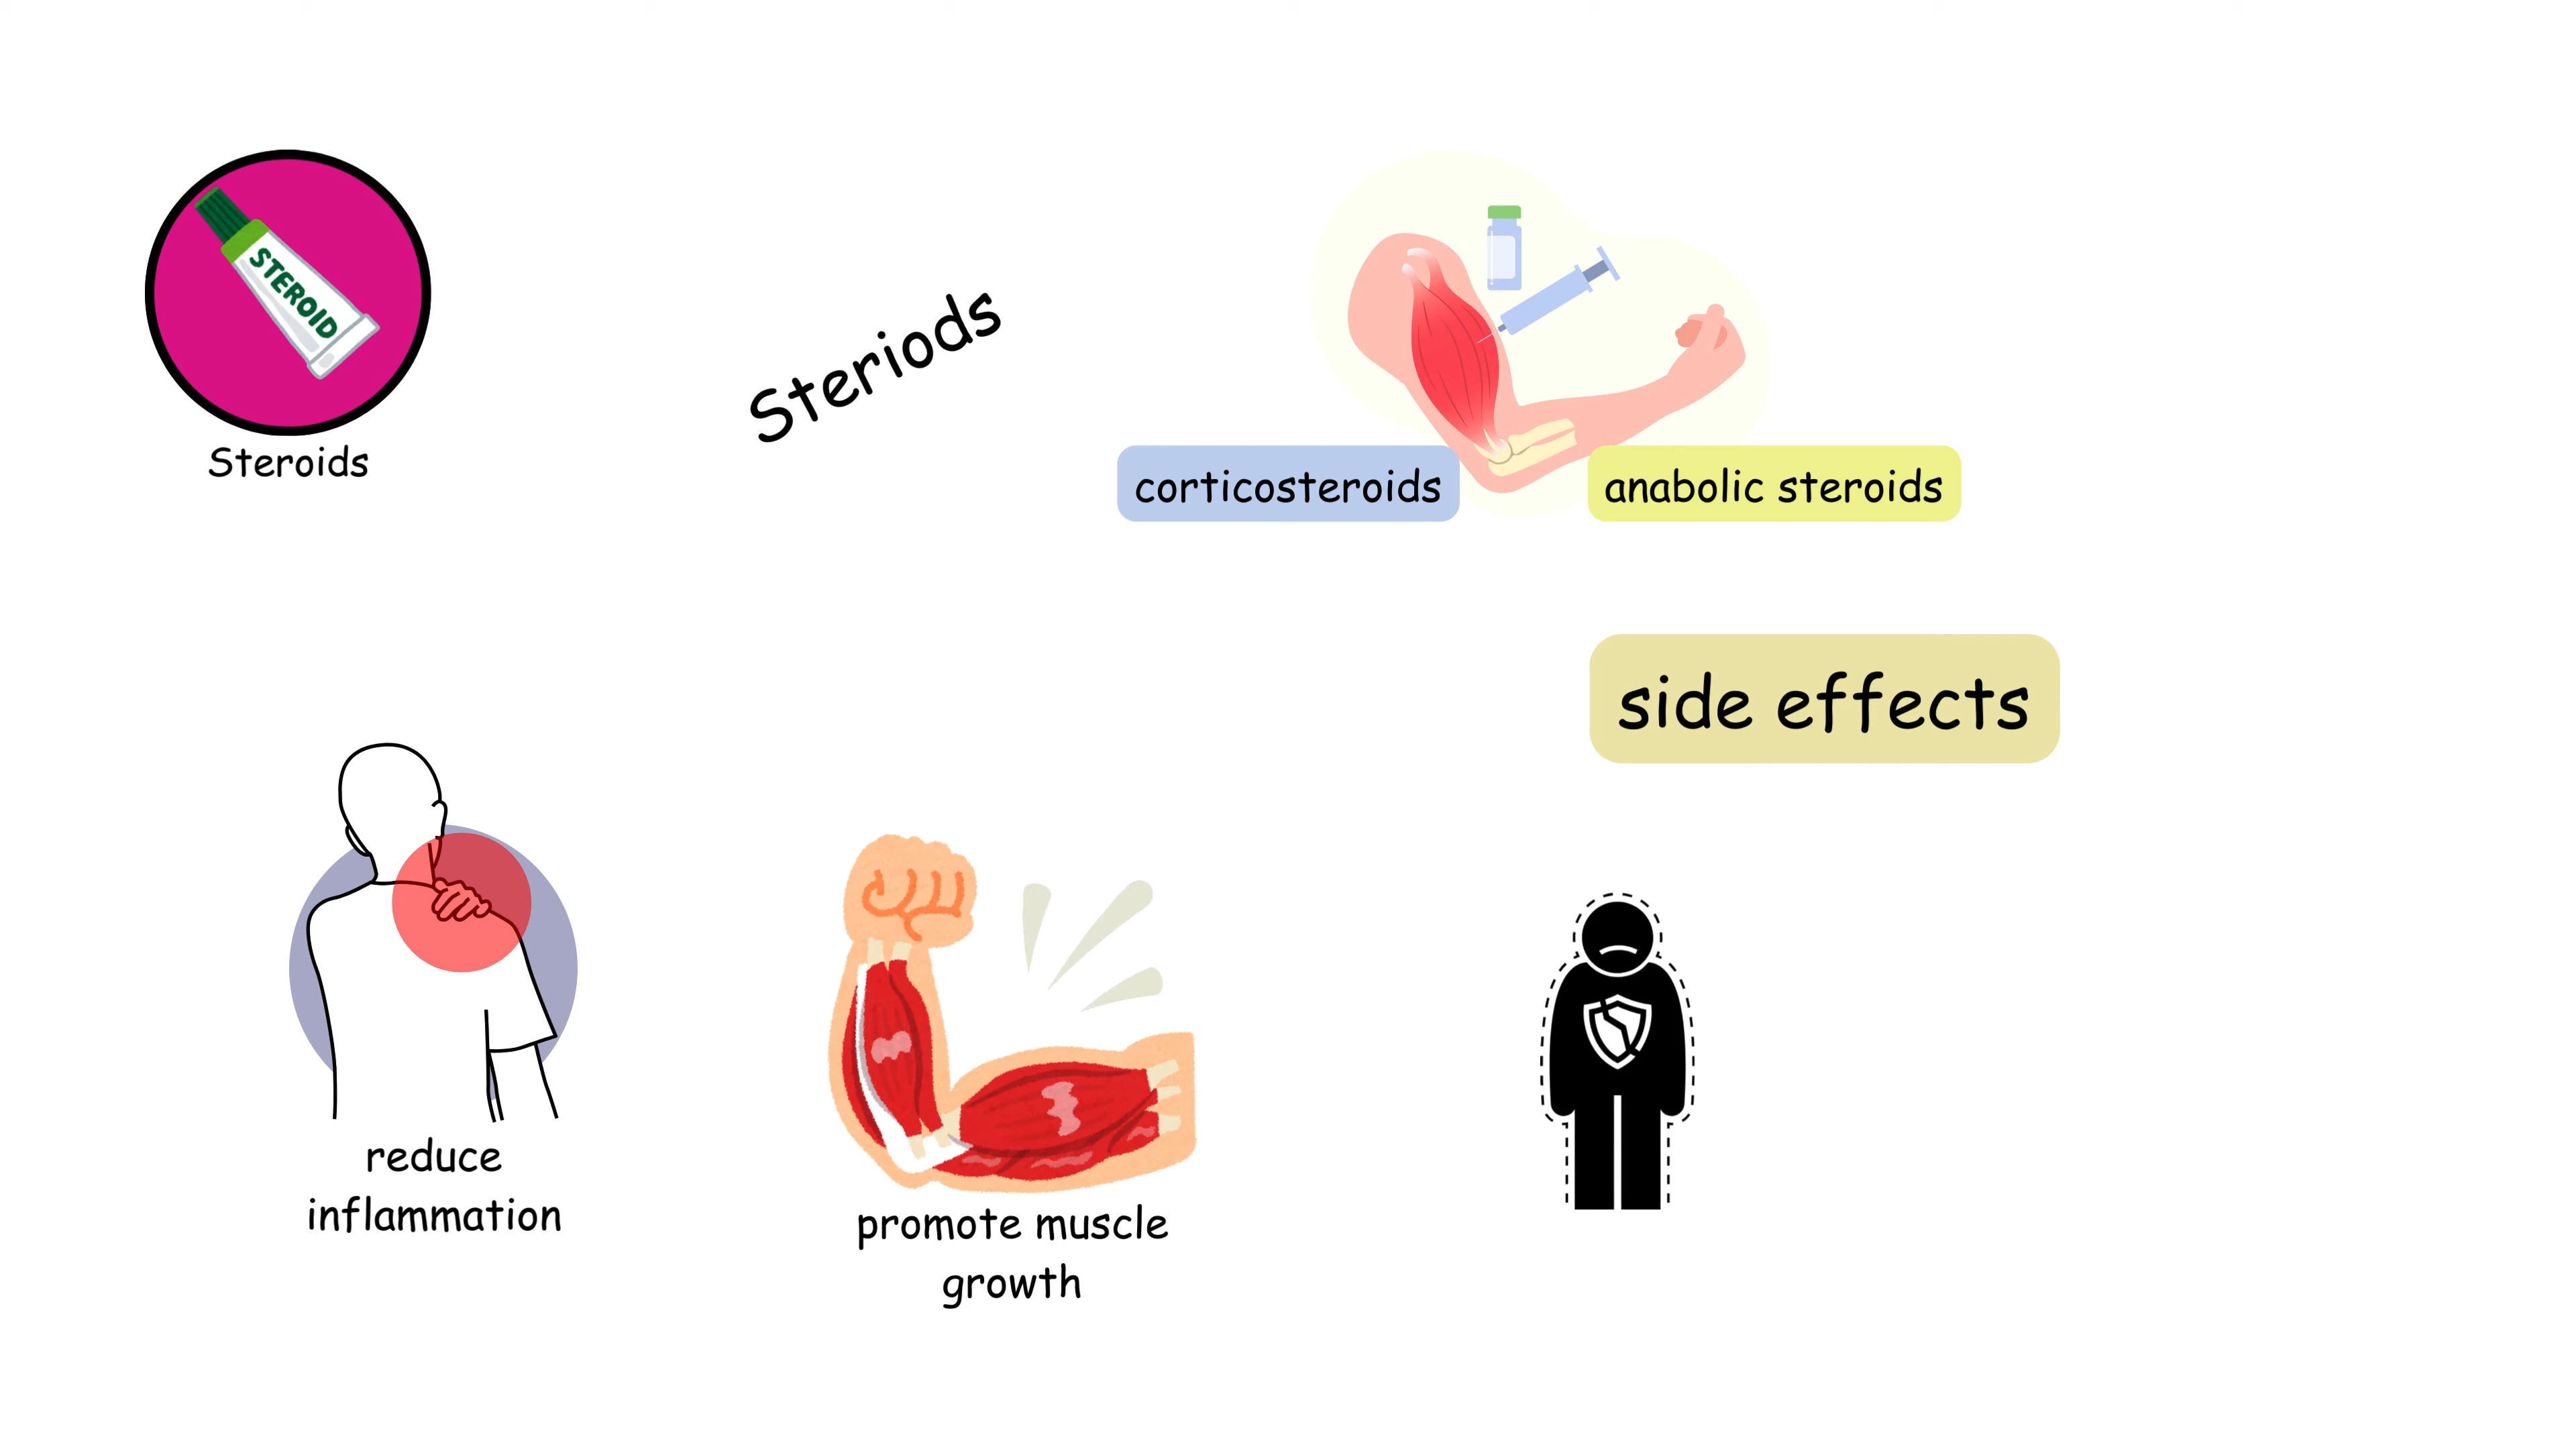 STEROID
Steroids
Steriods
corticosteroids
anabolic steroids
side effects
reduce
inflammation
promote muscle
growth